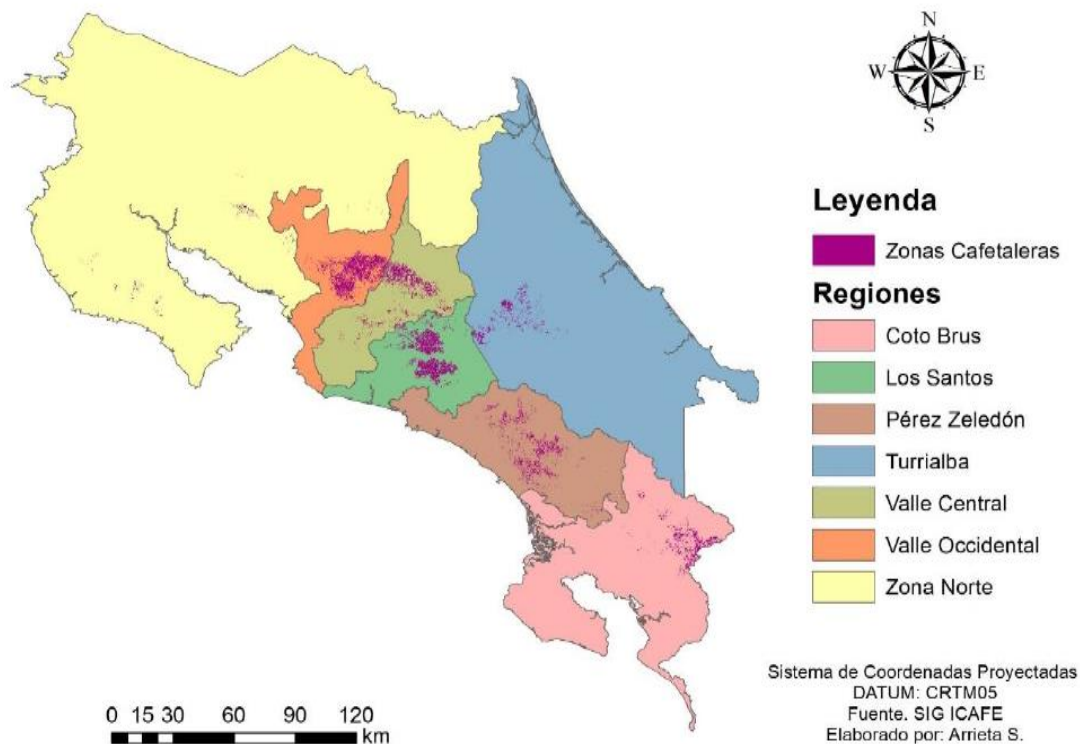 N
W
E
S
Leyenda
Zonas Cafetaleras
Regiones
Coto Brus
Los Santos
Pérez Zeledón
Turrialba
Valle Central
Valle Occidental
Zona Norte
Sistema de Coordenadas Proyectadas
DATUM: CRTM05
Fuente. SIG ICAFE
Elaborado por: Arrieta S.
0 15 30 60 90 120
km